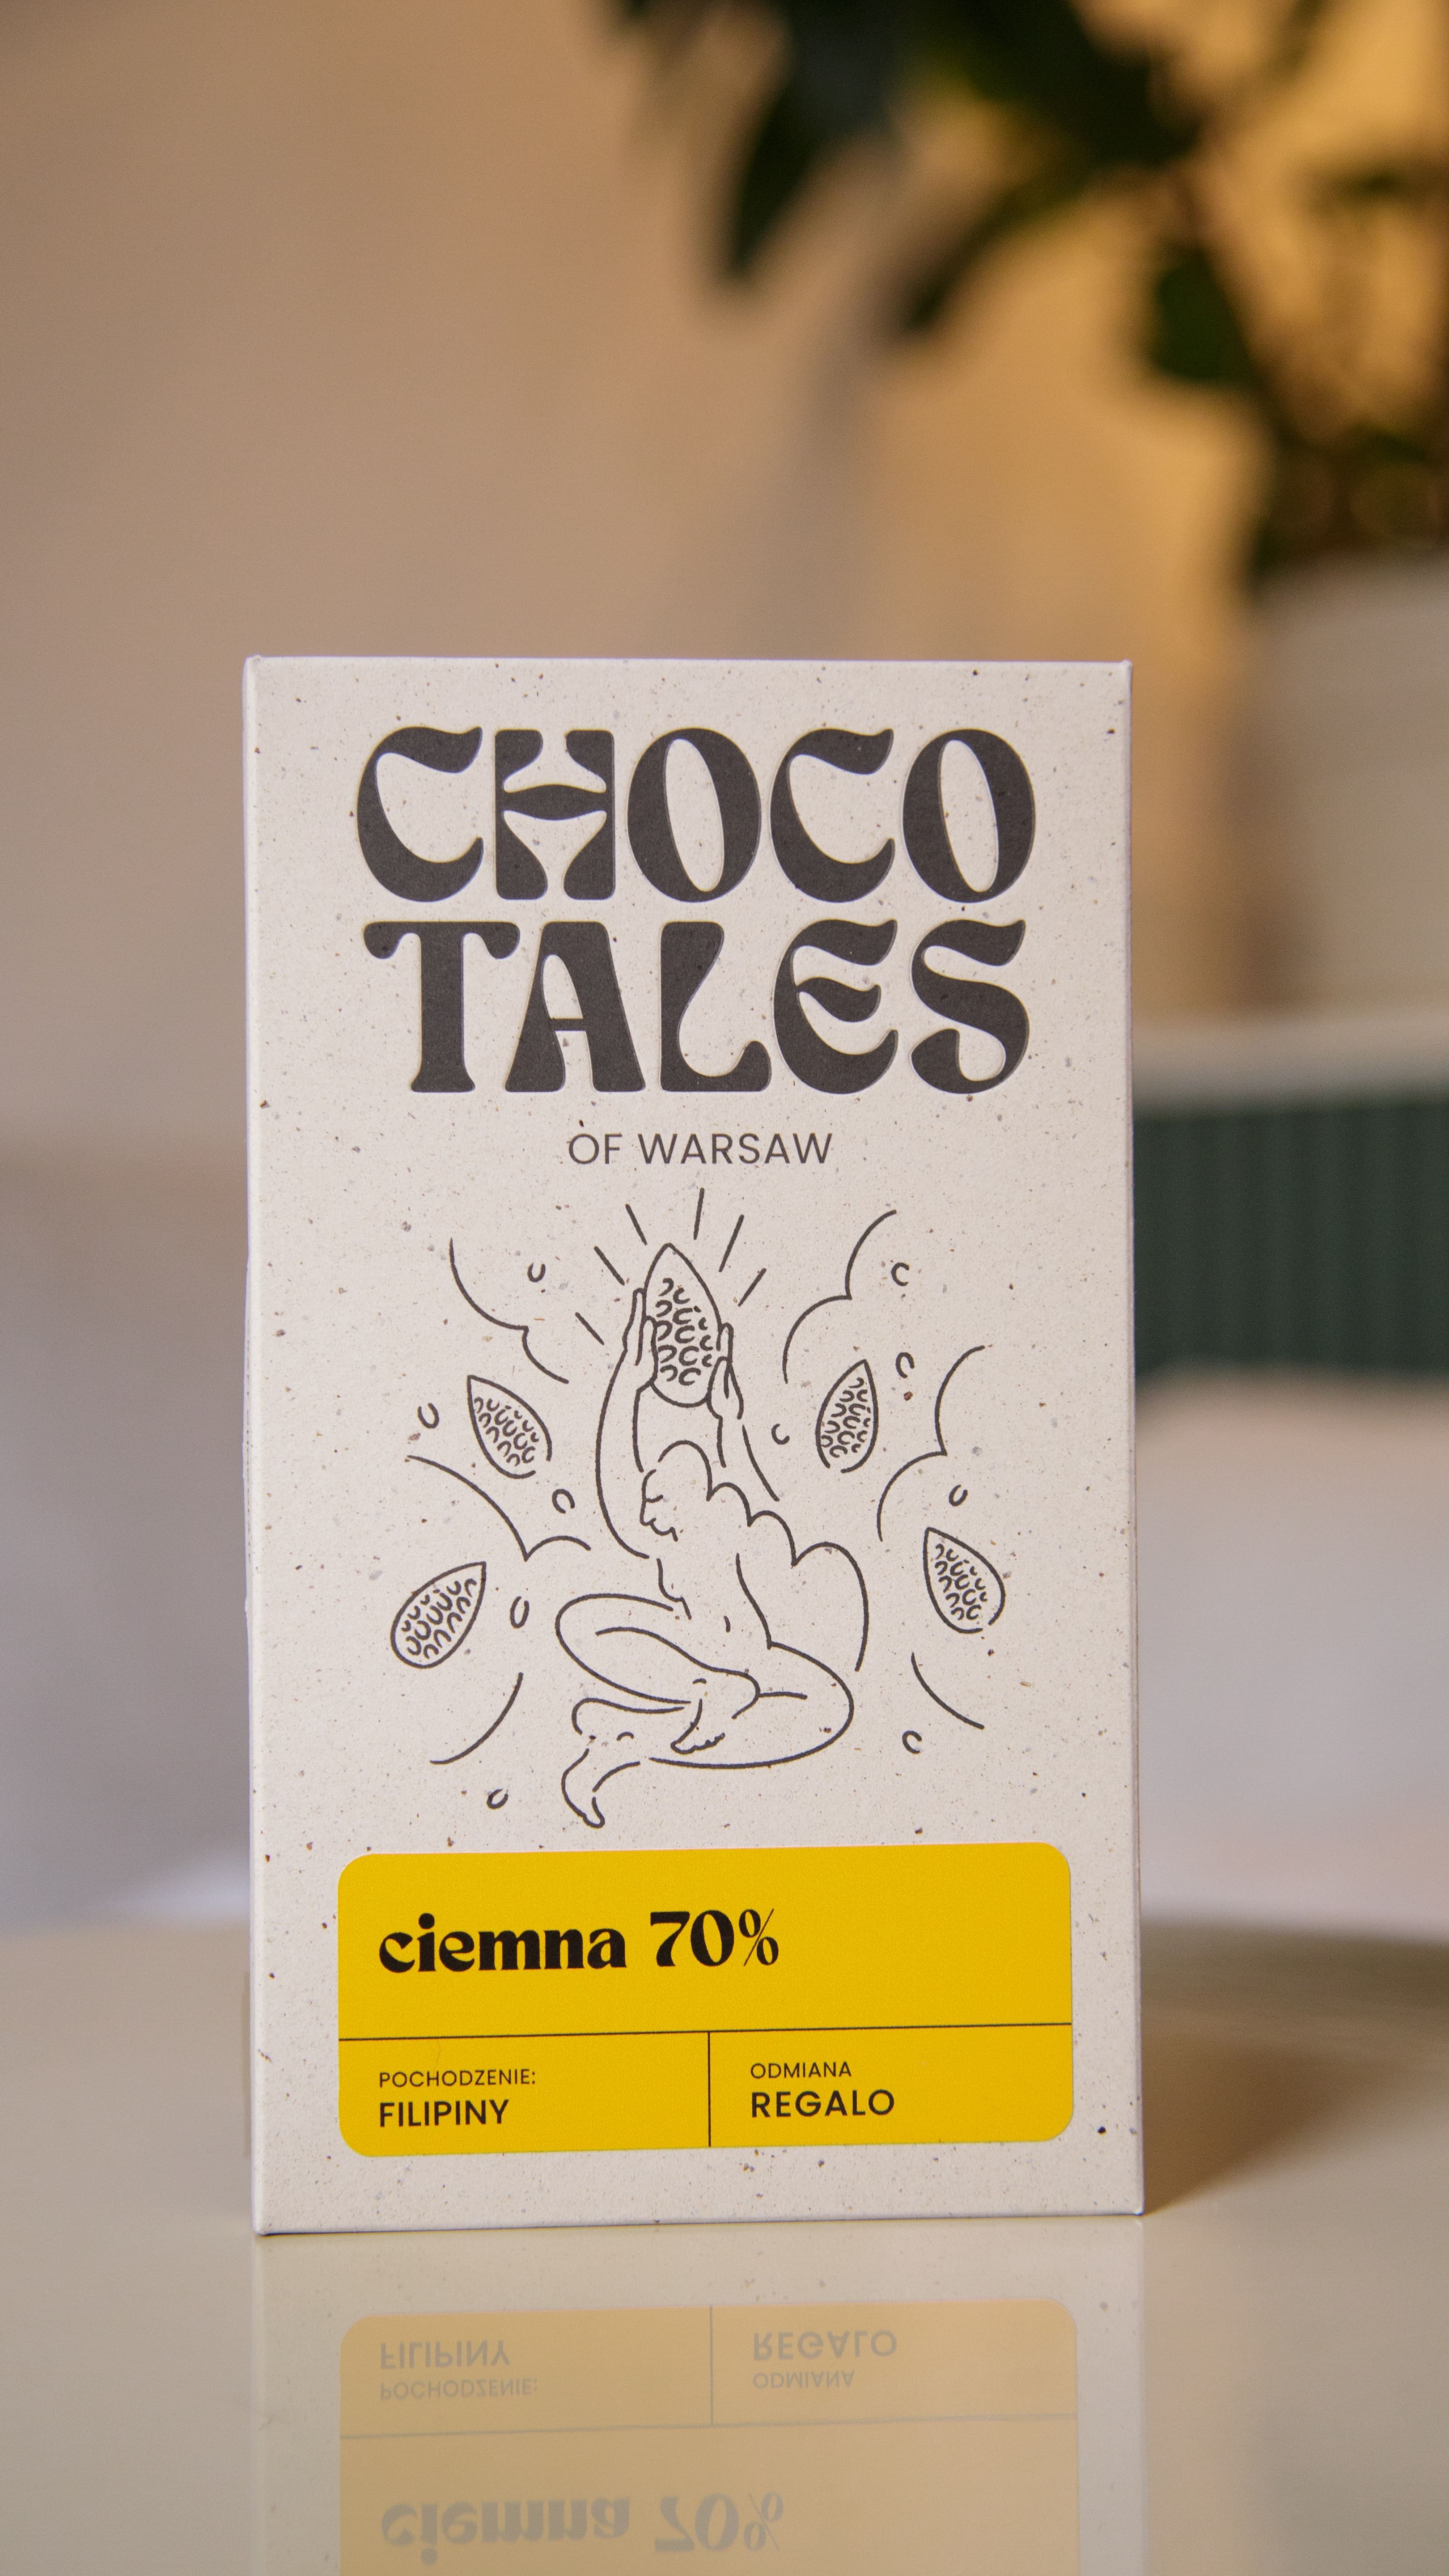 CHOCO
TALES
OF WARSAW
ciemna 70%
POCHODZENIE:
FILIPINY
ODMIANA
REGALO